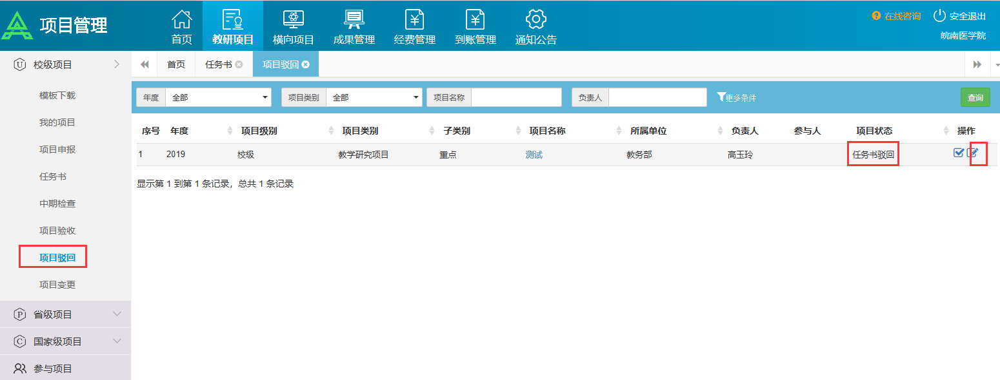 项目管理
首页 教研项目 横向项目 成果管理 经费管理 到账管理 通知公告
在线咨询 安全退出
皖南医学院
校级项目
模板下载
我的项目
项目申报
任务书
中期检查
项目验收
项目驳回
项目变更
省级项目
国家级项目
参与项目
首页 任务书 项目驳回
年度 全部 项目类别 全部 项目名称 负责人 更多条件 查询
序号 年度 项目级别 项目类别 子类别 项目名称 所属单位 负责人 参与人 项目状态 操作
1 2019 校级 教学研究项目 重点 测试 教务部 高玉玲 任务书驳回
显示第 1 到第 1 条记录，总共 1 条记录